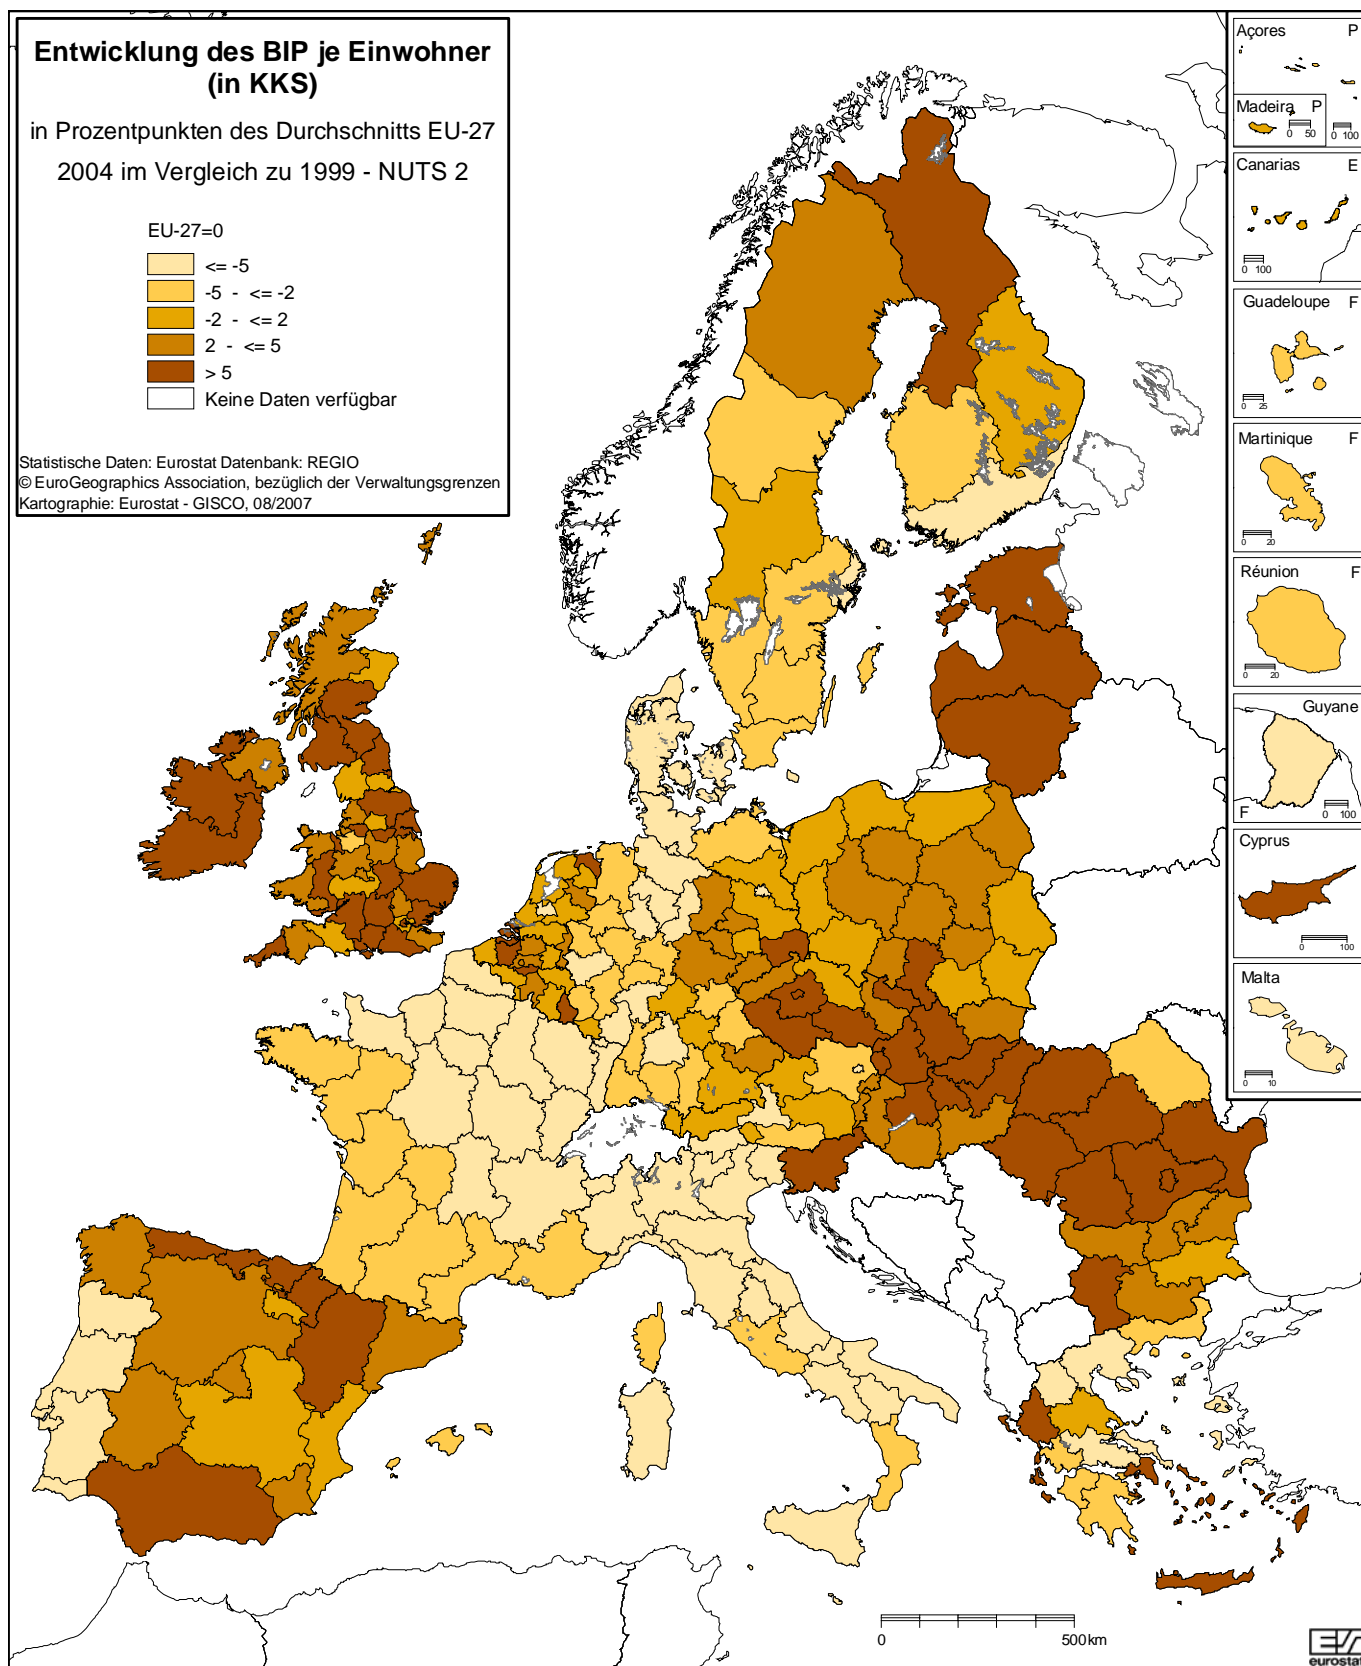 Entwicklung des BIP je Einwohner
(in KKS)
in Prozentpunkten des Durchschnitts EU-27
2004 im Vergleich zu 1999 - NUTS 2
EU-27=0
<= -5
-5 - <= -2
-2 - <= 2
2 - <= 5
> 5
Keine Daten verfügbar
Statistische Daten: Eurostat Datenbank: REGIO
© EuroGeographics Association, bezüglich der Verwaltungsgrenzen
Kartographie: Eurostat - GISCO, 08/2007
Açores P
Madeira P
0 50
0 100
Canarias E
0 100
Guadeloupe F
0 25
Martinique F
0 20
Réunion F
0 20
Guyane
F
0 100
Cyprus
0 100
Malta
0 10
0 500 km
eurostat